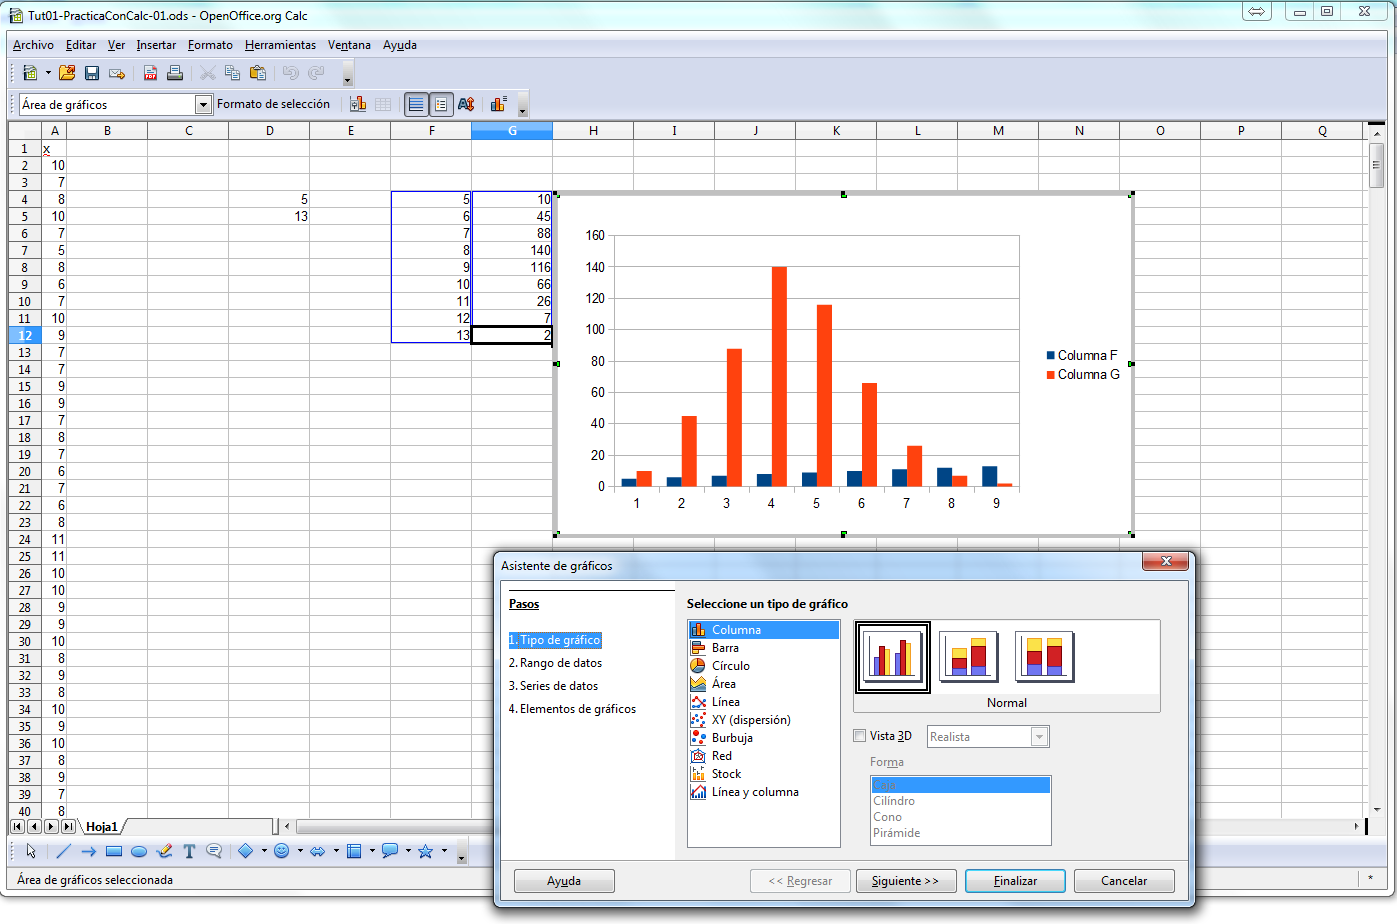 Tut01-PracticaConCalc-01.ods - OpenOffice.org Calc
Archivo Editar Ver Insertar Formato Herramientas Ventana Ayuda
Área de gráficos Formato de selección
A B C D E F G H I J K L M N O P Q
1 x
2 10
3 7
4 8 5 5 10
5 10 13 6 45
6 7 7 88
7 5 8 140
8 8 9 116
9 6 10 66
10 7 11 26
11 10 12 7
12 9 13 2
13 7
14 7
15 9
16 9
17 7
18 8
19 7
20 6
21 7
22 6
23 8
24 11
25 11
26 10
27 10
28 9
29 9
30 10
31 8
32 9
33 8
34 10
35 9
36 10
37 8
38 9
39 7
40 8
160
140
120
100
80
60
40
20
0
1 2 3 4 5 6 7 8 9
Columna F
Columna G
Asistente de gráficos
Pasos
1. Tipo de gráfico
2. Rango de datos
3. Series de datos
4. Elementos de gráficos
Seleccione un tipo de gráfico
Columna
Barra
Círculo
Área
Línea
XY (dispersión)
Burbuja
Red
Stock
Línea y columna
Normal
Vista 3D Realista
Forma
Caja
Cilindro
Cono
Pirámide
Ayuda << Regresar Siguiente >> Finalizar Cancelar
Hoja1
Área de gráficos seleccionada *